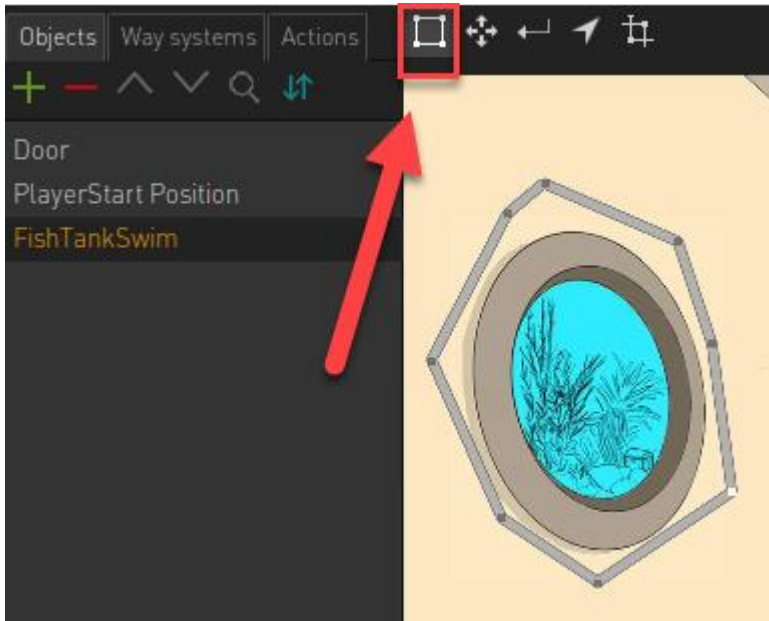 Objects Way systems Actions
Door
PlayerStart Position
FishTankSwim